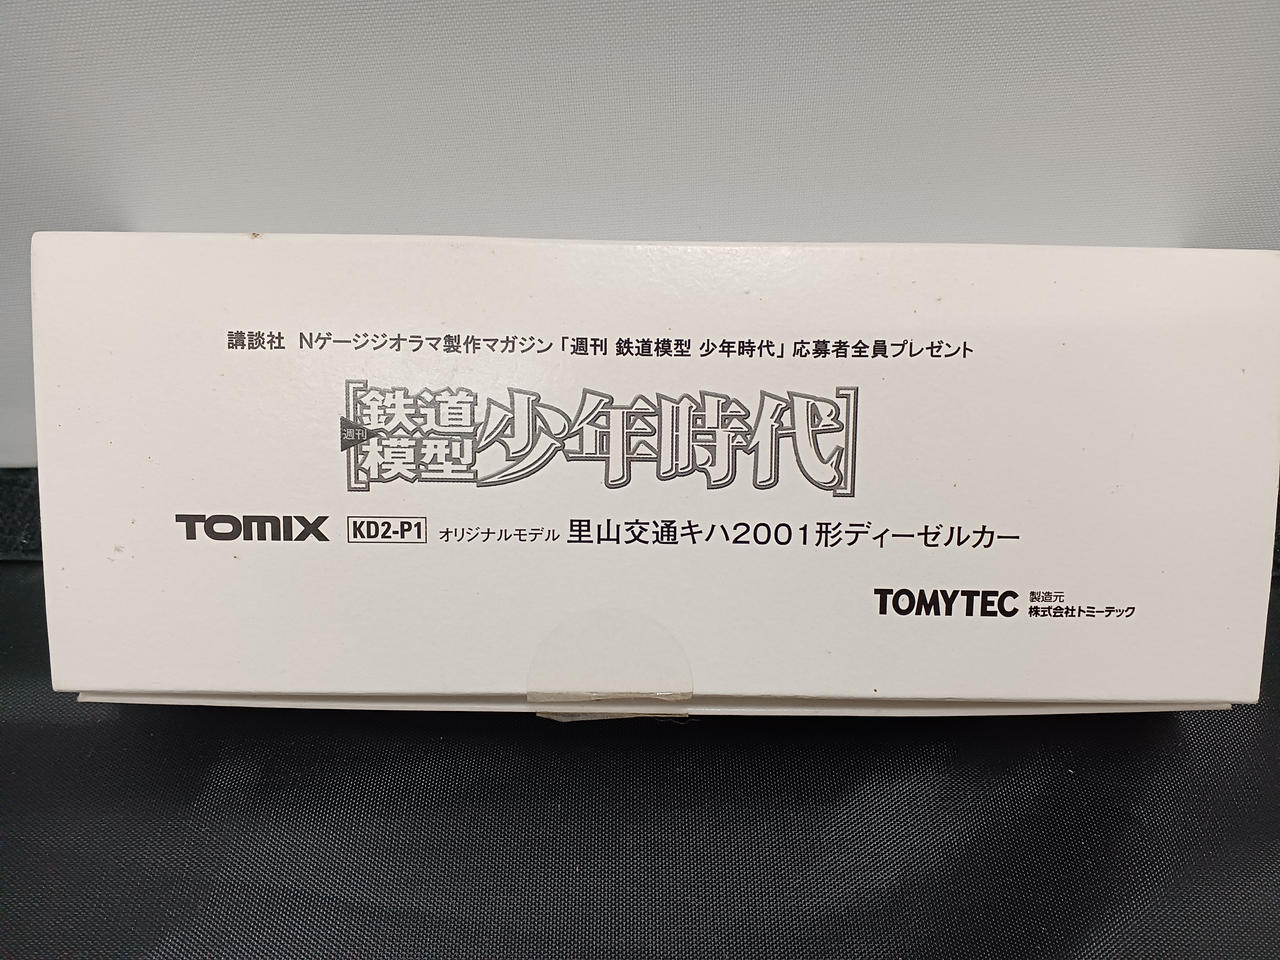 講談社 Nゲージジオラマ製作マガジン「週刊 鉄道模型 少年時代」応募者全員プレゼント
[週刊 鉄道模型 少年時代]
TOMIX KD2-P1 オリジナルモデル 里山交通キハ2001形ディーゼルカー
TOMYTEC 製造元
株式会社トミーテック